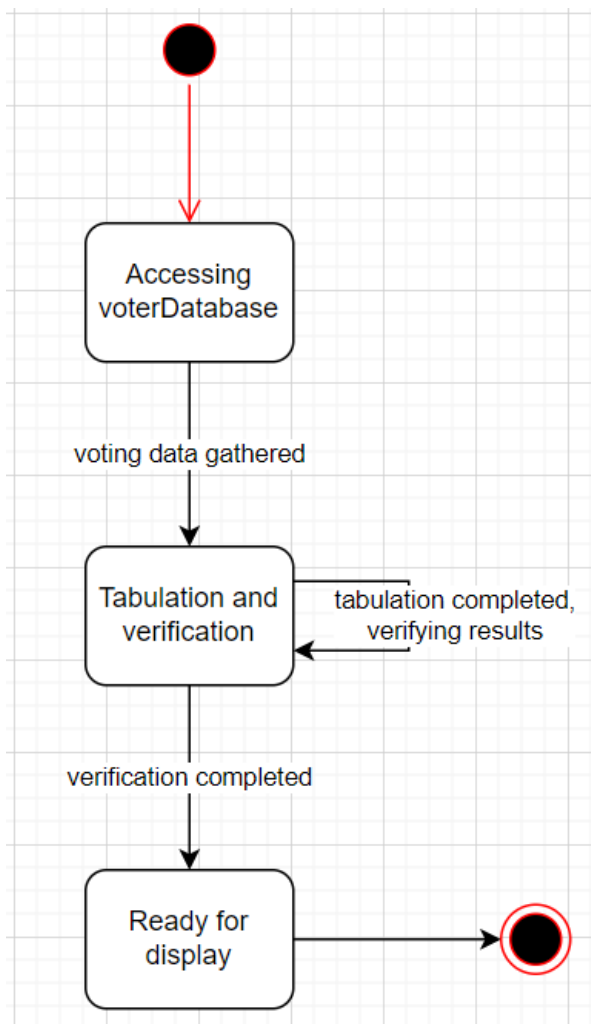 Accessing
voterDatabase
voting data gathered
Tabulation and
verification
tabulation completed,
verifying results
verification completed
Ready for
display